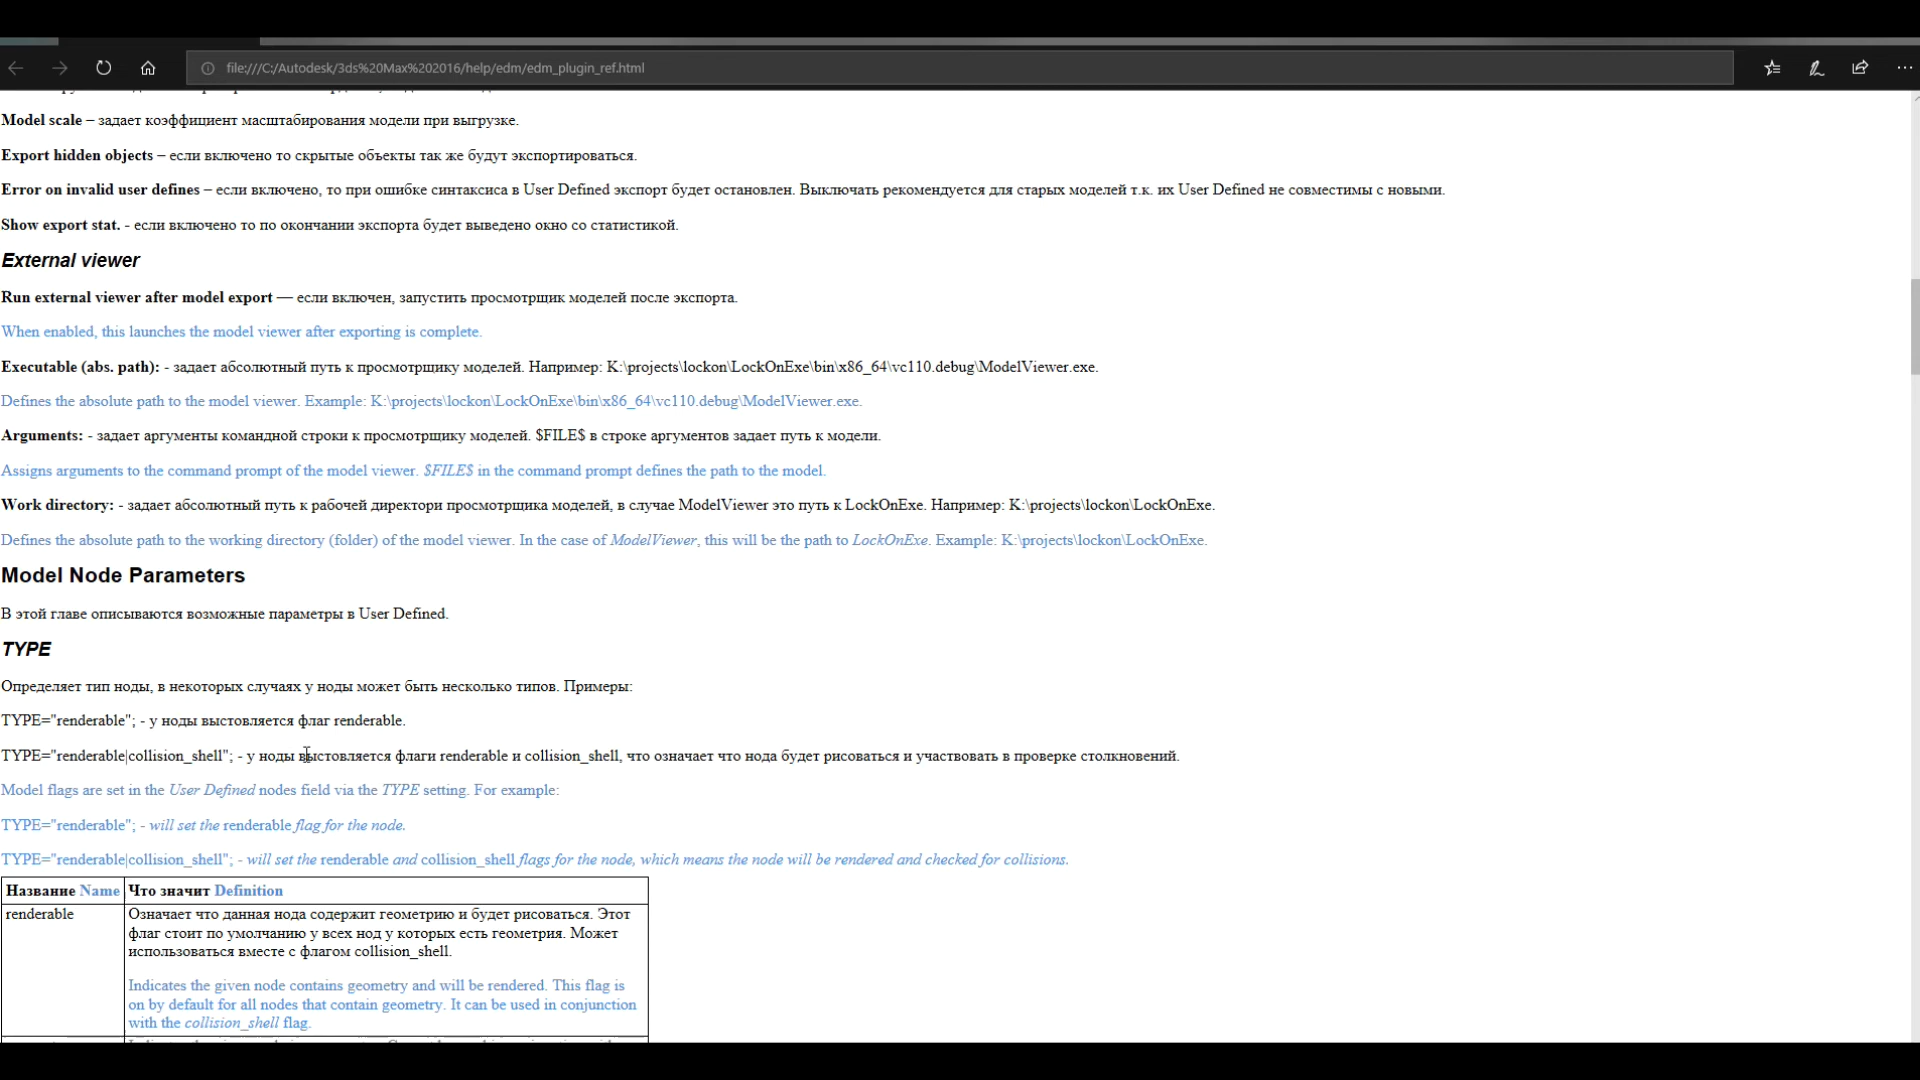 file:///C:/Autodesk/3ds%20Max%202016/help/edm/edm_plugin_ref.html
Model scale – задает коэффициент масштабирования модели при выгрузке.
Export hidden objects – если включено то скрытые объекты так же будут экспортироваться.
Error on invalid user defines – если включено, то при ошибке синтаксиса в User Defined экспорт будет остановлен. Выключать рекомендуется для старых моделей т.к. их User Defined не совместимы с новыми.
Show export stat. - если включено то по окончании экспорта будет выведено окно со статистикой.
External viewer
Run external viewer after model export — если включен, запустить просмотрщик моделей после экспорта.
When enabled, this launches the model viewer after exporting is complete.
Executable (abs. path): - задает абсолютный путь к просмотрщику моделей. Например: K:\projects\lockon\LockOnExe\bin\x86_64\vc110.debug\ModelViewer.exe.
Defines the absolute path to the model viewer. Example: K:\projects\lockon\LockOnExe\bin\x86_64\vc110.debug\ModelViewer.exe.
Arguments: - задает аргументы командной строки к просмотрщику моделей. $FILE$ в строке аргументов задает путь к модели.
Assigns arguments to the command prompt of the model viewer. $FILE$ in the command prompt defines the path to the model.
Work directory: - задает абсолютный путь к рабочей директори просмотрщика моделей, в случае ModelViewer это путь к LockOnExe. Например: K:\projects\lockon\LockOnExe.
Defines the absolute path to the working directory (folder) of the model viewer. In the case of ModelViewer, this will be the path to LockOnExe. Example: K:\projects\lockon\LockOnExe.
Model Node Parameters
В этой главе описываются возможные параметры в User Defined.
TYPE
Определяет тип ноды, в некоторых случаях у ноды может быть несколько типов. Примеры:
TYPE="renderable"; - у ноды выстовляется флаг renderable.
TYPE="renderable|collision_shell"; - у ноды выстовляется флаги renderable и collision_shell, что означает что нода будет рисоваться и участвовать в проверке столкновений.
Model flags are set in the User Defined nodes field via the TYPE setting. For example:
TYPE="renderable"; - will set the renderable flag for the node.
TYPE="renderable|collision_shell"; - will set the renderable and collision_shell flags for the node, which means the node will be rendered and checked for collisions.
Название Name Что значит Definition
renderable Означает что данная нода содержит геометрию и будет рисоваться. Этот
флаг стоит по умолчанию у всех нод у которых есть геометрия. Может
использоваться вместе с флагом collision_shell.
Indicates the given node contains geometry and will be rendered. This flag is
on by default for all nodes that contain geometry. It can be used in conjunction
with the collision_shell flag.